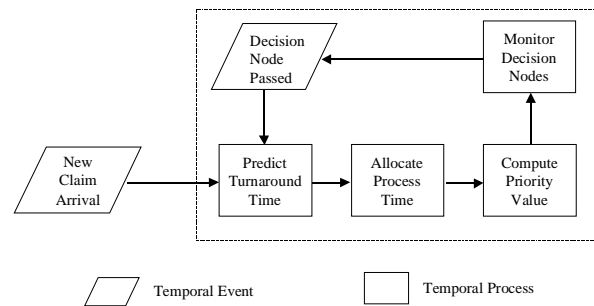 Decision
Node
Passed
Monitor
Decision
Nodes
New
Claim
Arrival
Predict
Turnaround
Time
Allocate
Process
Time
Compute
Priority
Value
Temporal Event
Temporal Process